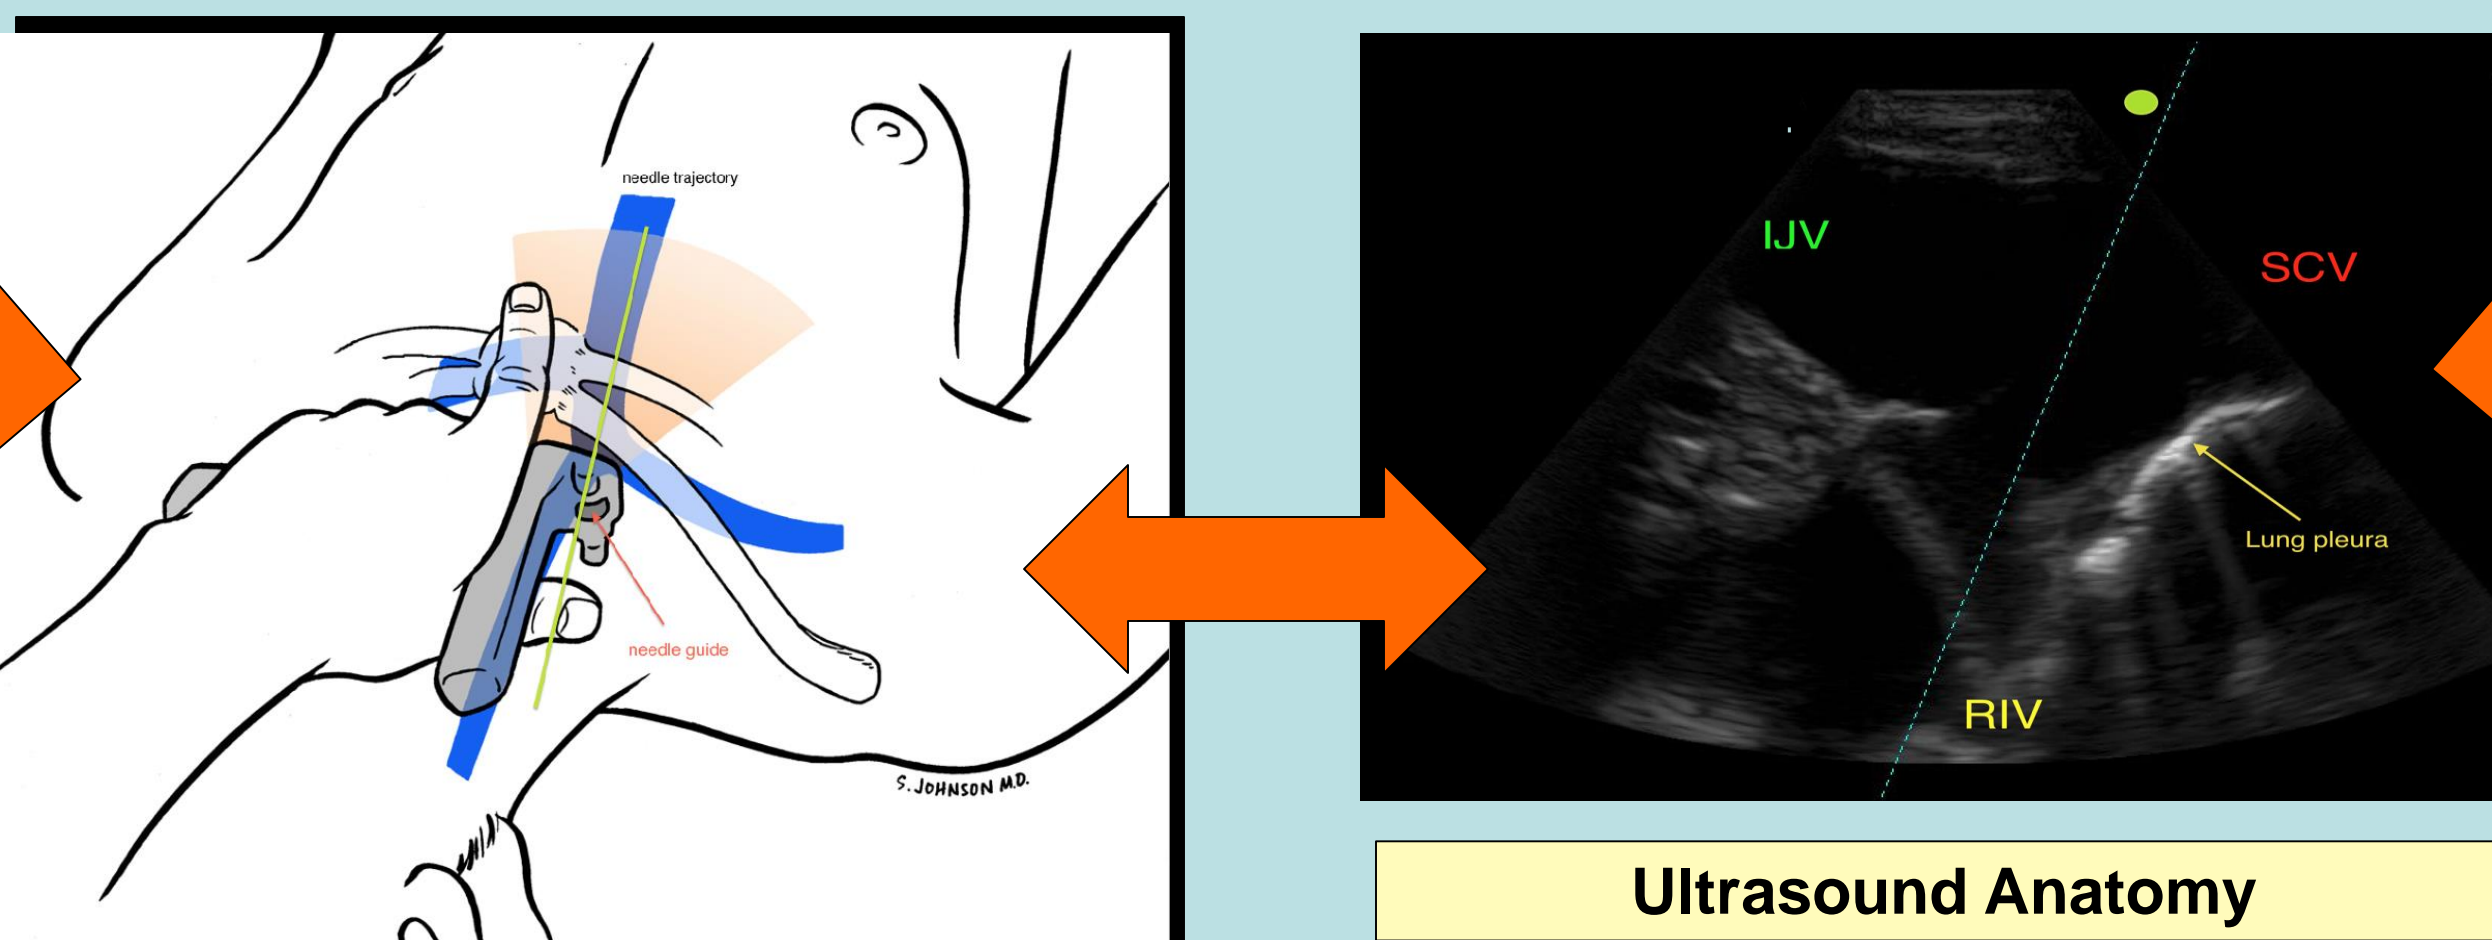 needle trajectory
needle guide
S. JOHNSON M.D.
IJV
SCV
Lung pleura
RIV
Ultrasound Anatomy